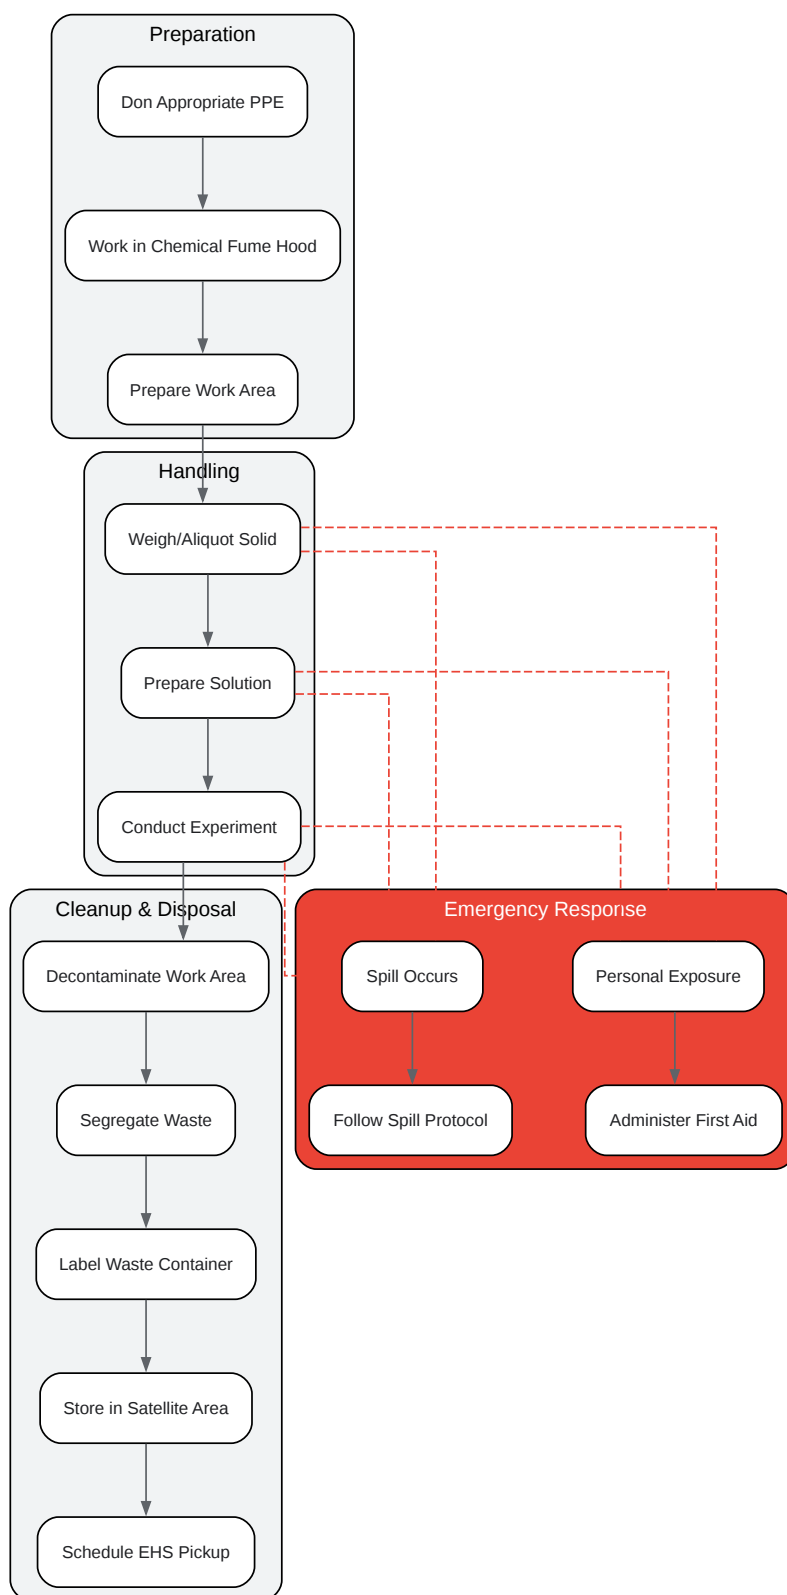 Preparation
Don Appropriate PPE
Work in Chemical Fume Hood
Prepare Work Area
Handling
Weigh/Aliquot Solid
Prepare Solution
Conduct Experiment
Cleanup & Disposal
Decontaminate Work Area
Segregate Waste
Label Waste Container
Store in Satellite Area
Schedule EHS Pickup
Emergency Response
Spill Occurs
Personal Exposure
Follow Spill Protocol
Administer First Aid